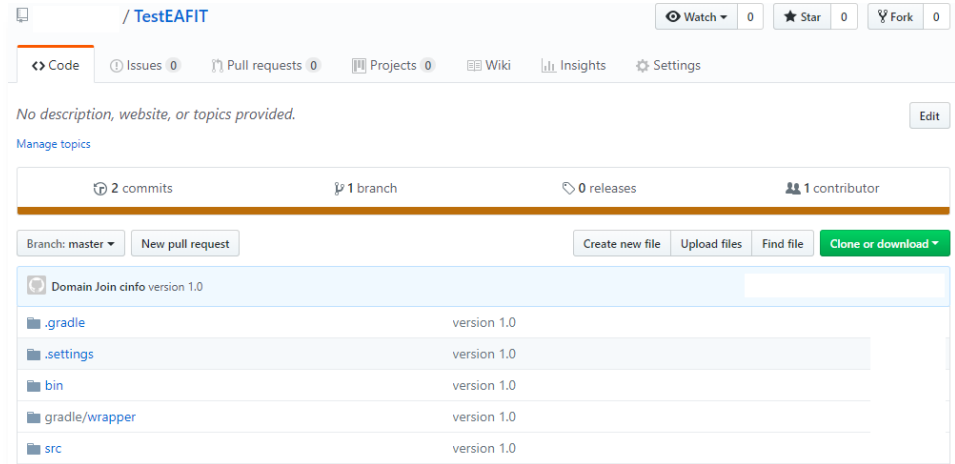 / TestEAFIT Watch 0 Star 0 Fork 0
Code Issues 0 Pull requests 0 Projects 0 Wiki Insights Settings
No description, website, or topics provided. Edit
Manage topics
2 commits 1 branch 0 releases 1 contributor
Branch: master New pull request Create new file Upload files Find file Clone or download
Domain Join cinfo version 1.0
.gradle version 1.0
.settings version 1.0
bin version 1.0
gradle/wrapper version 1.0
src version 1.0